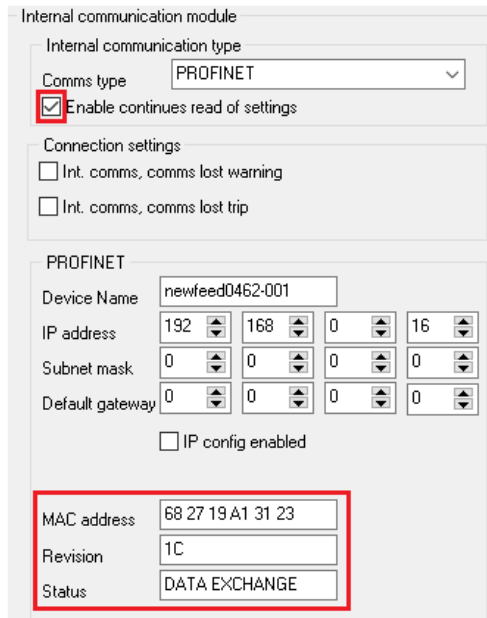 Internal communication module
Internal communication type
Comms type PROFINET
Enable continues read of settings
Connection settings
Int. comms, comms lost warning
Int. comms, comms lost trip
PROFINET
Device Name newfeed0462-001
IP address 192 168 0 16
Subnet mask 0 0 0 0
Default gateway 0 0 0 0
IP config enabled
MAC address 68 27 19 A1 31 23
Revision 1C
Status DATA EXCHANGE